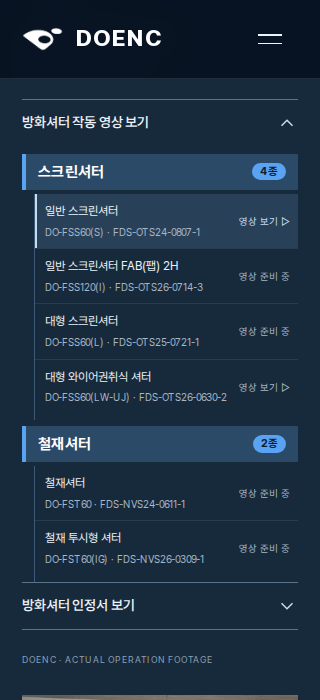 DOENC
방화셔터 작동 영상 보기
스크린셔터 4종
일반 스크린셔터
DO-FSS60(S) · FDS-OTS24-0807-1 영상 보기 ▷
일반 스크린셔터 FAB(팹) 2H
DO-FSS120(I) · FDS-OTS26-0714-3 영상 준비 중
대형 스크린셔터
DO-FSS60(L) · FDS-OTS25-0721-1 영상 준비 중
대형 와이어권취식 셔터
DO-FSS60(LW-UJ) · FDS-OTS26-0630-2 영상 보기 ▷
철재셔터 2종
철재셔터
DO-FST60 · FDS-NVS24-0611-1 영상 준비 중
철재 투시형 셔터
DO-FST60(IG) · FDS-NVS26-0309-1 영상 준비 중
방화셔터 인정서 보기
DOENC · ACTUAL OPERATION FOOTAGE